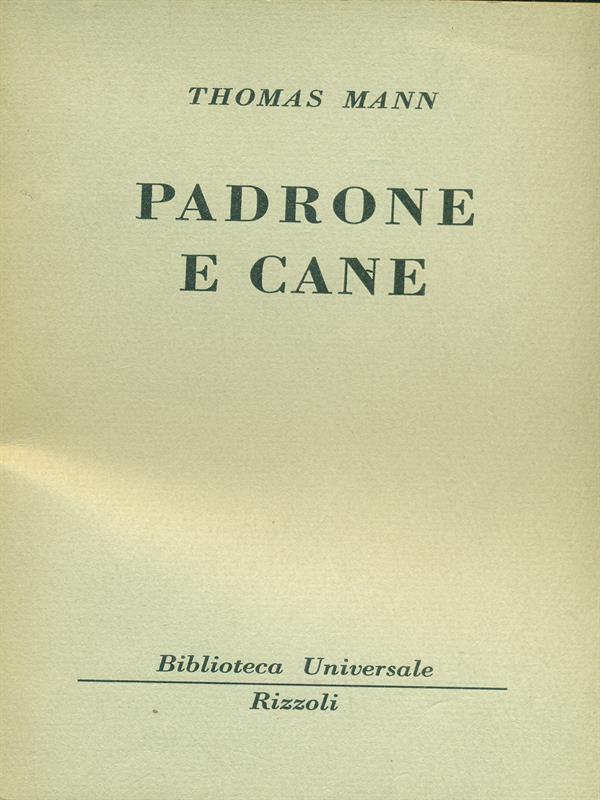 THOMAS MANN
PADRONE
E CANE
Biblioteca Universale
Rizzoli